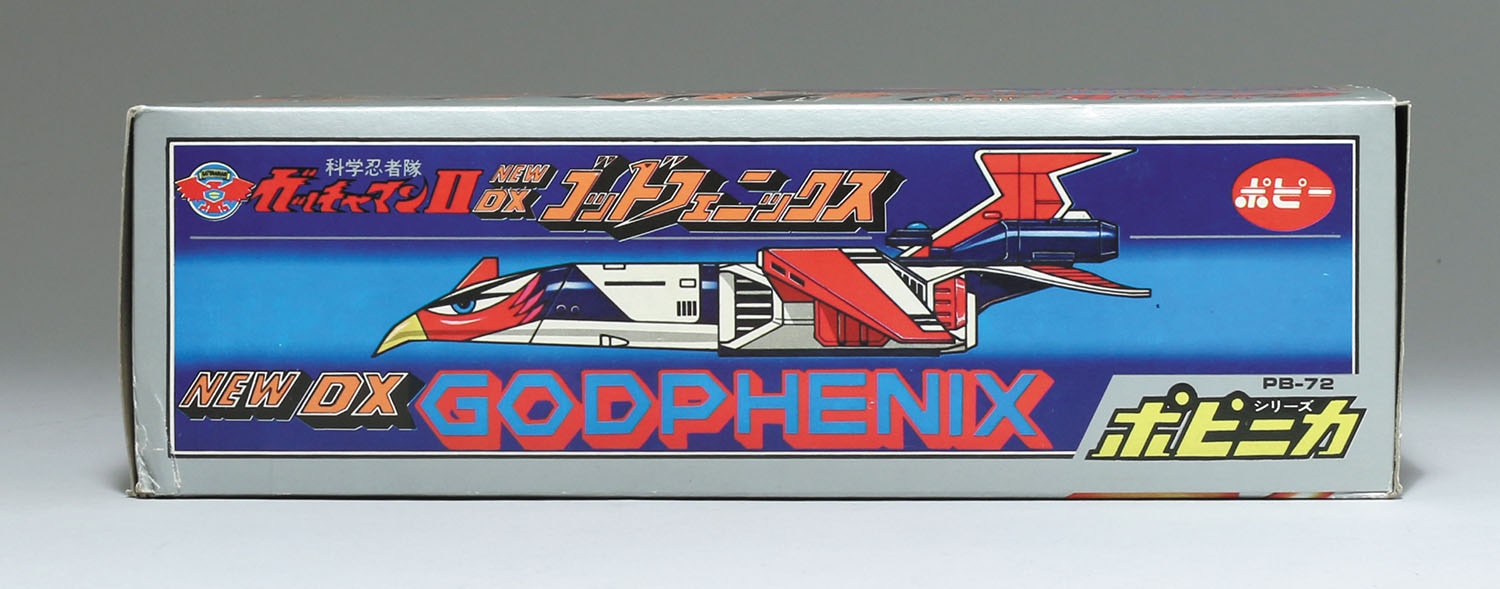 科学忍者隊
ガッチャマンII
NEW
DX
ゴッドフェニックス
ポピー
NEW DX GODPHENIX
PB-72
シリーズ
ポピニカ